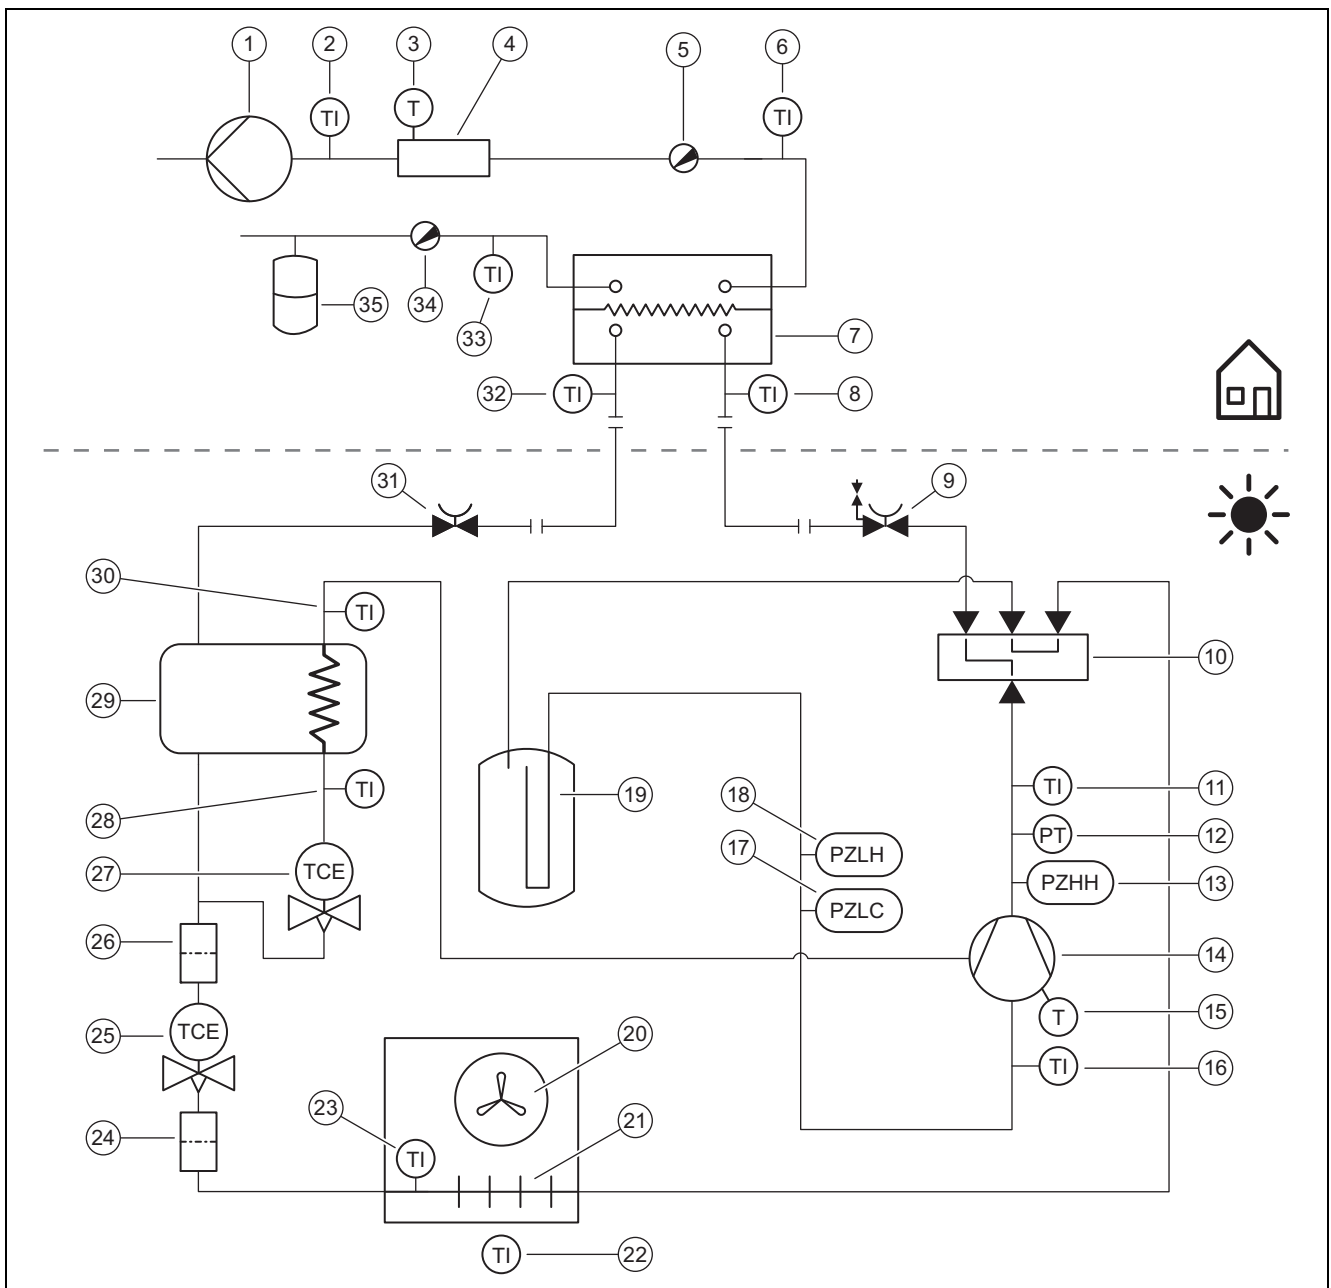 1 2 3 4 5 6
TI T TI
TI
35 34 33 7
32 TI TI 8
31 9
30 TI
10
29
28 TI 19 18 TI 11
PT 12
17 PZLH
27 TCE PZHH 13
PZLC
26 14
25 TCE T 15
20 TI 16
23 21
24 TI
TI 22